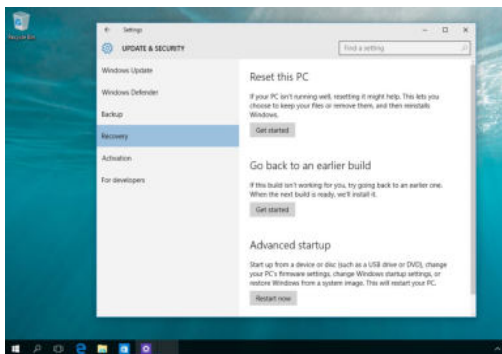 Recycle Bin
Settings
UPDATE & SECURITY
Find a setting
Windows Update
Windows Defender
Backup
Recovery
Activation
For developers
Reset this PC
If your PC isn't running well, resetting it might help. This lets you
choose to keep your files or remove them, and then reinstalls
Windows.
Get started
Go back to an earlier build
If this build isn't working for you, try going back to an earlier one.
When the next build is ready, we'll install it.
Get started
Advanced startup
Start up from a device or disc (such as a USB drive or DVD), change
your PC's firmware settings, change Windows startup settings, or
restore Windows from a system image. This will restart your PC.
Restart now